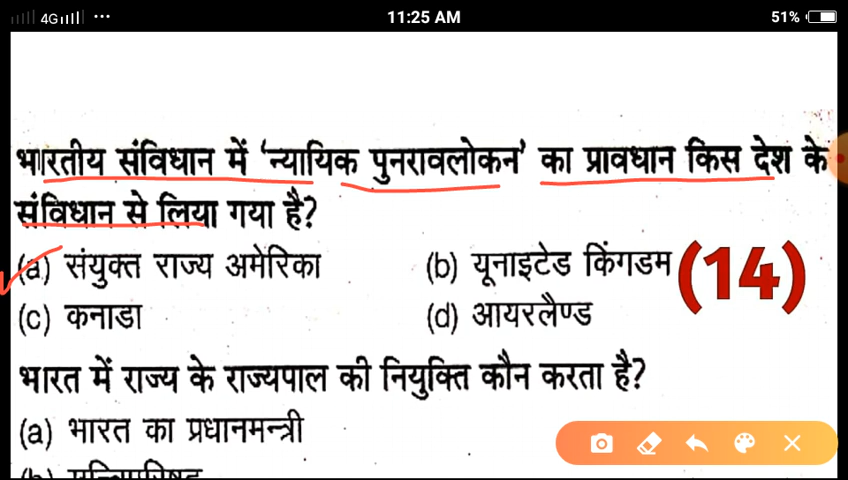 4G
11:25 AM
51%
भारतीय संविधान में 'न्यायिक पुनरावलोकन' का प्रावधान किस देश के
संविधान से लिया गया है?
(a) संयुक्त राज्य अमेरिका (b) यूनाइटेड किंगडम
(14)
(c) कनाडा (d) आयरलैण्ड
भारत में राज्य के राज्यपाल की नियुक्ति कौन करता है?
(a) भारत का प्रधानमन्त्री